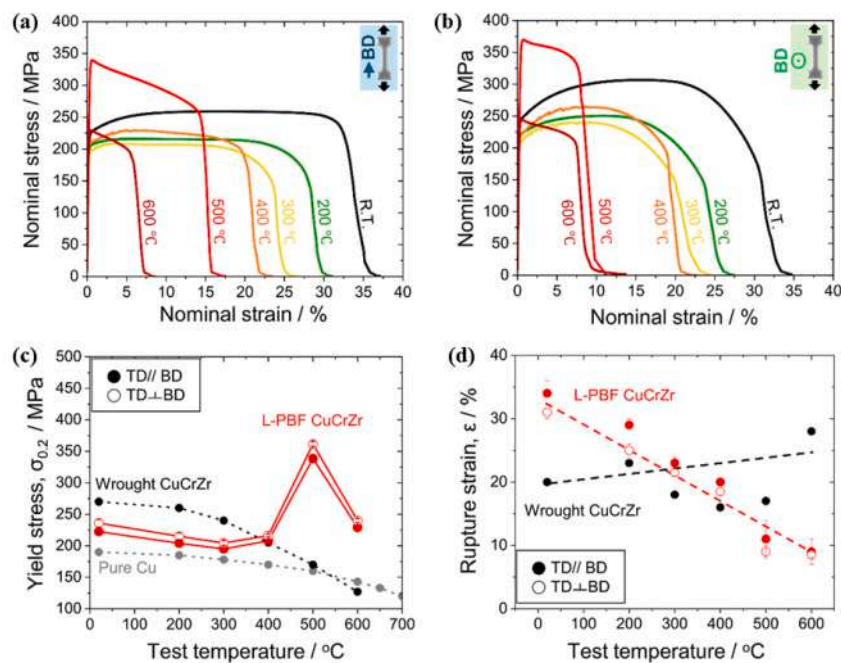 (a)
BD
Nominal stress / MPa
400
350
300
250
200
150
100
50
0
600 °C
500 °C
400 °C
300 °C
200 °C
R.T.
0 5 10 15 20 25 30 35 40
Nominal strain / %
(b)
BD
Nominal stress / MPa
400
350
300
250
200
150
100
50
0
600 °C
500 °C
400 °C
300 °C
200 °C
R.T.
0 5 10 15 20 25 30 35 40
Nominal strain / %
(c)
Yield stress, σ0.2 / MPa
500
450
400
350
300
250
200
150
100
TD// BD
TD⊥BD
L-PBF CuCrZr
Wrought CuCrZr
Pure Cu
0 100 200 300 400 500 600 700
Test temperature / °C
(d)
Rupture strain, ε / %
40
30
20
10
0
L-PBF CuCrZr
Wrought CuCrZr
TD// BD
TD⊥BD
0 100 200 300 400 500 600 700
Test temperature / °C